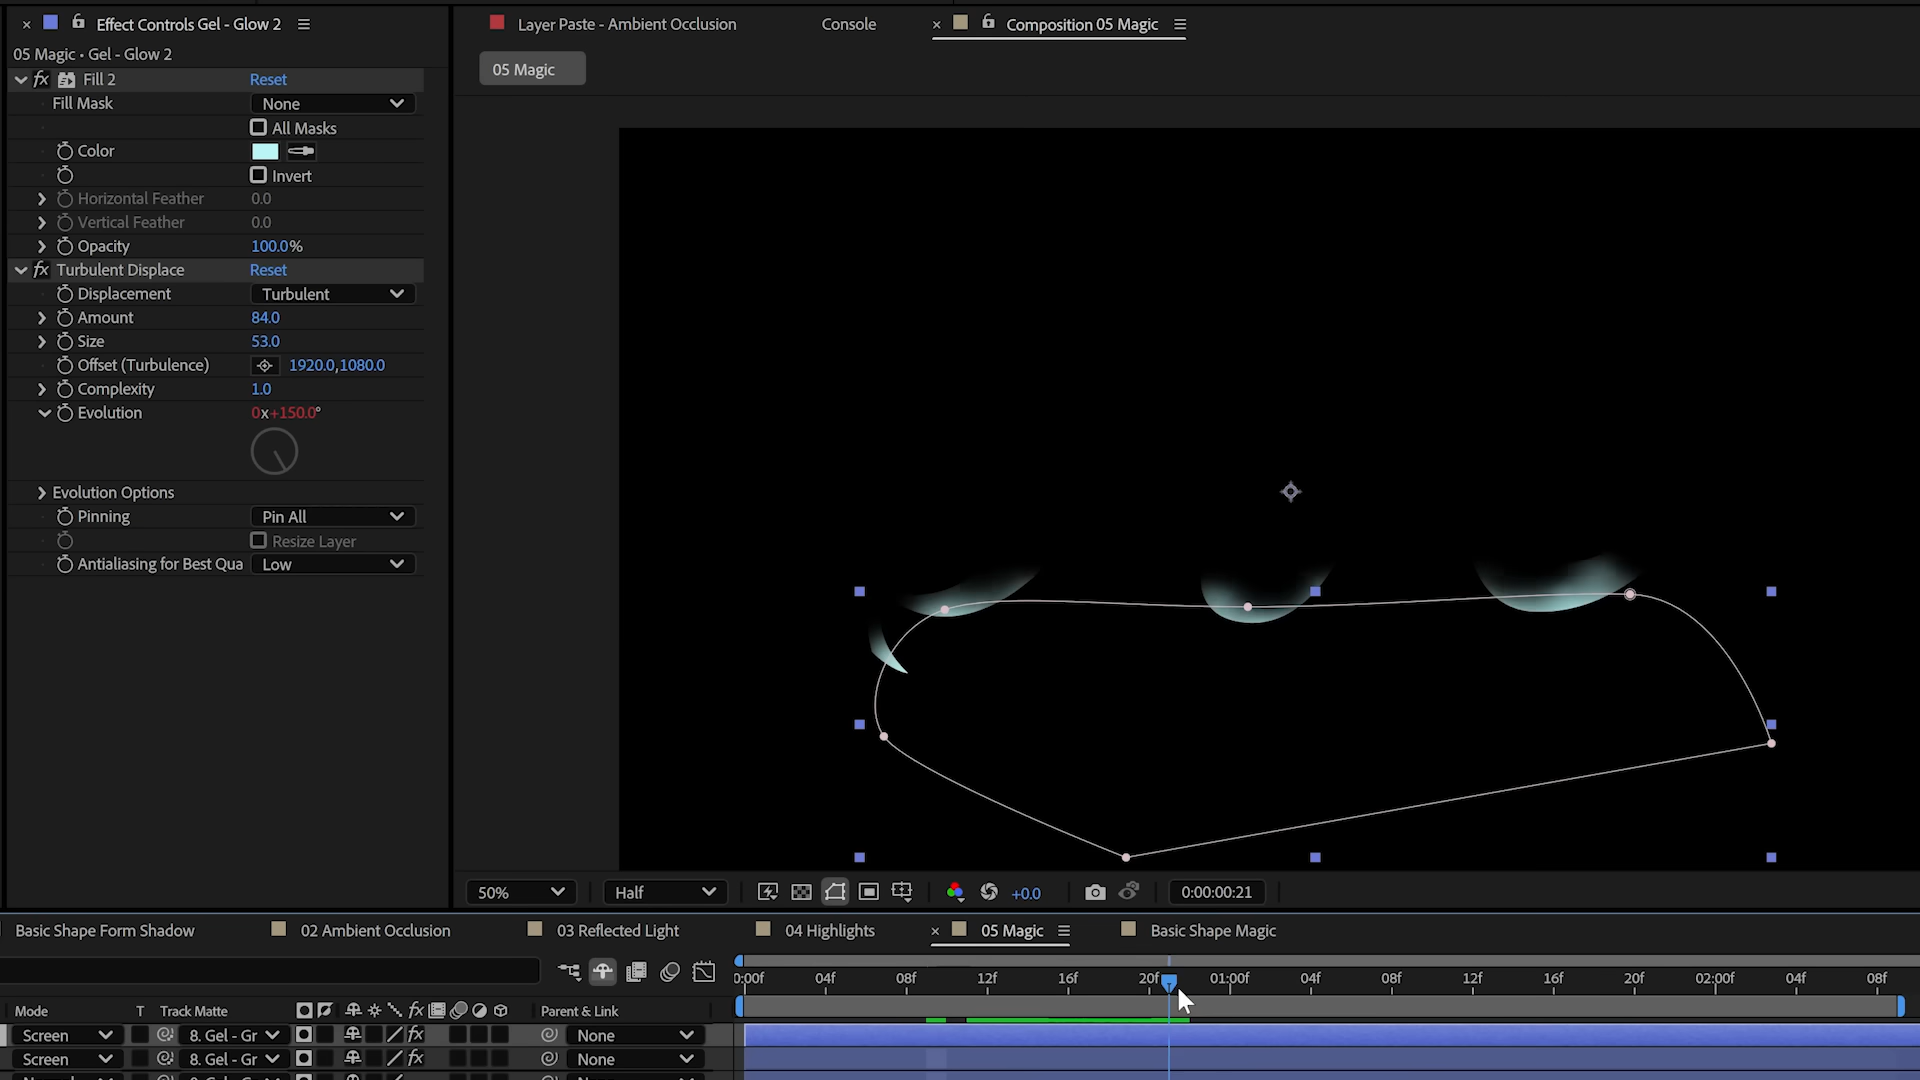 Effect Controls Gel - Glow 2
Layer Paste - Ambient Occlusion
Console
Composition 05 Magic
05 Magic • Gel - Glow 2
05 Magic
fx Fill 2 Reset
Fill Mask None
All Masks
Color
Invert
Horizontal Feather 0.0
Vertical Feather 0.0
Opacity 100.0%
fx Turbulent Displace Reset
Displacement Turbulent
Amount 84.0
Size 53.0
Offset (Turbulence) 1920.0,1080.0
Complexity 1.0
Evolution 0x+150.0°
Evolution Options
Pinning Pin All
Resize Layer
Antialiasing for Best Qua Low
50% Half +0.0 0:00:00:21
Basic Shape Form Shadow 02 Ambient Occlusion 03 Reflected Light 04 Highlights 05 Magic Basic Shape Magic
0:00f 04f 08f 12f 16f 20f 01:00f 04f 08f 12f 16f 20f 02:00f 04f 08f
Mode T Track Matte fx Parent & Link
Screen 8. Gel - Gr fx None
Screen 8. Gel - Gr fx None